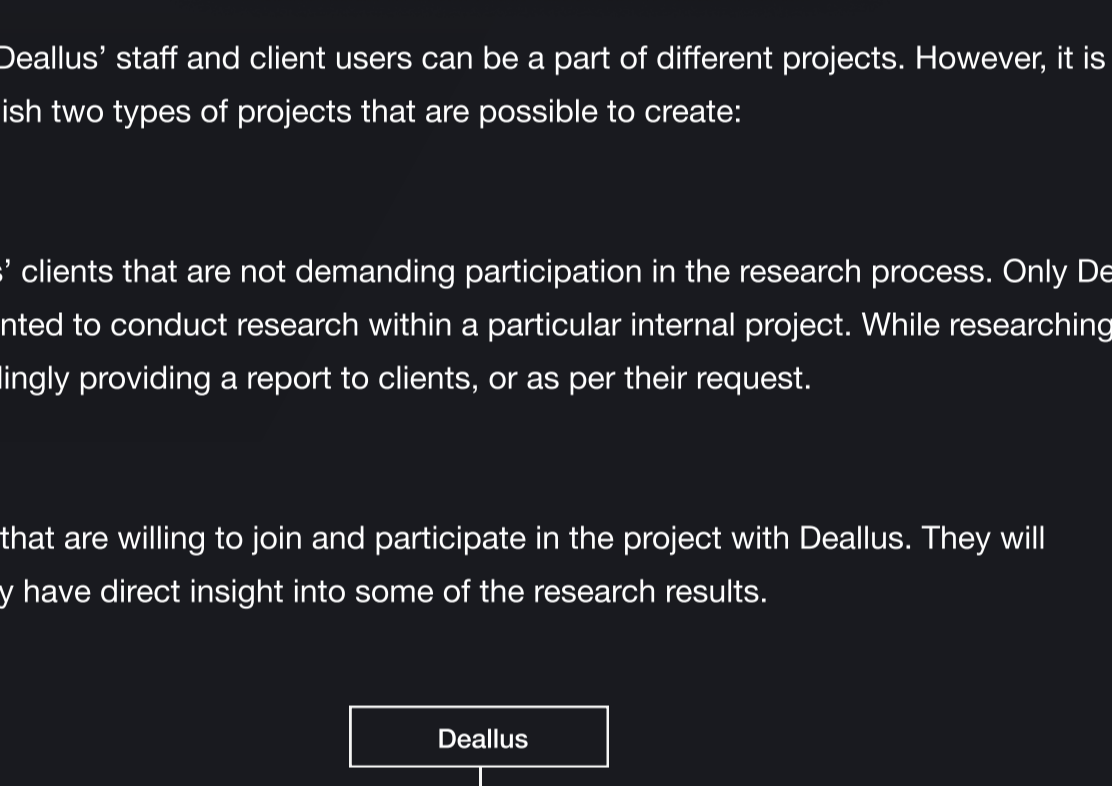 Deallus’ staff and client users can be a part of different projects. However, it is
ish two types of projects that are possible to create:
’ clients that are not demanding participation in the research process. Only De
nted to conduct research within a particular internal project. While researching
lingly providing a report to clients, or as per their request.
that are willing to join and participate in the project with Deallus. They will
y have direct insight into some of the research results.
Deallus